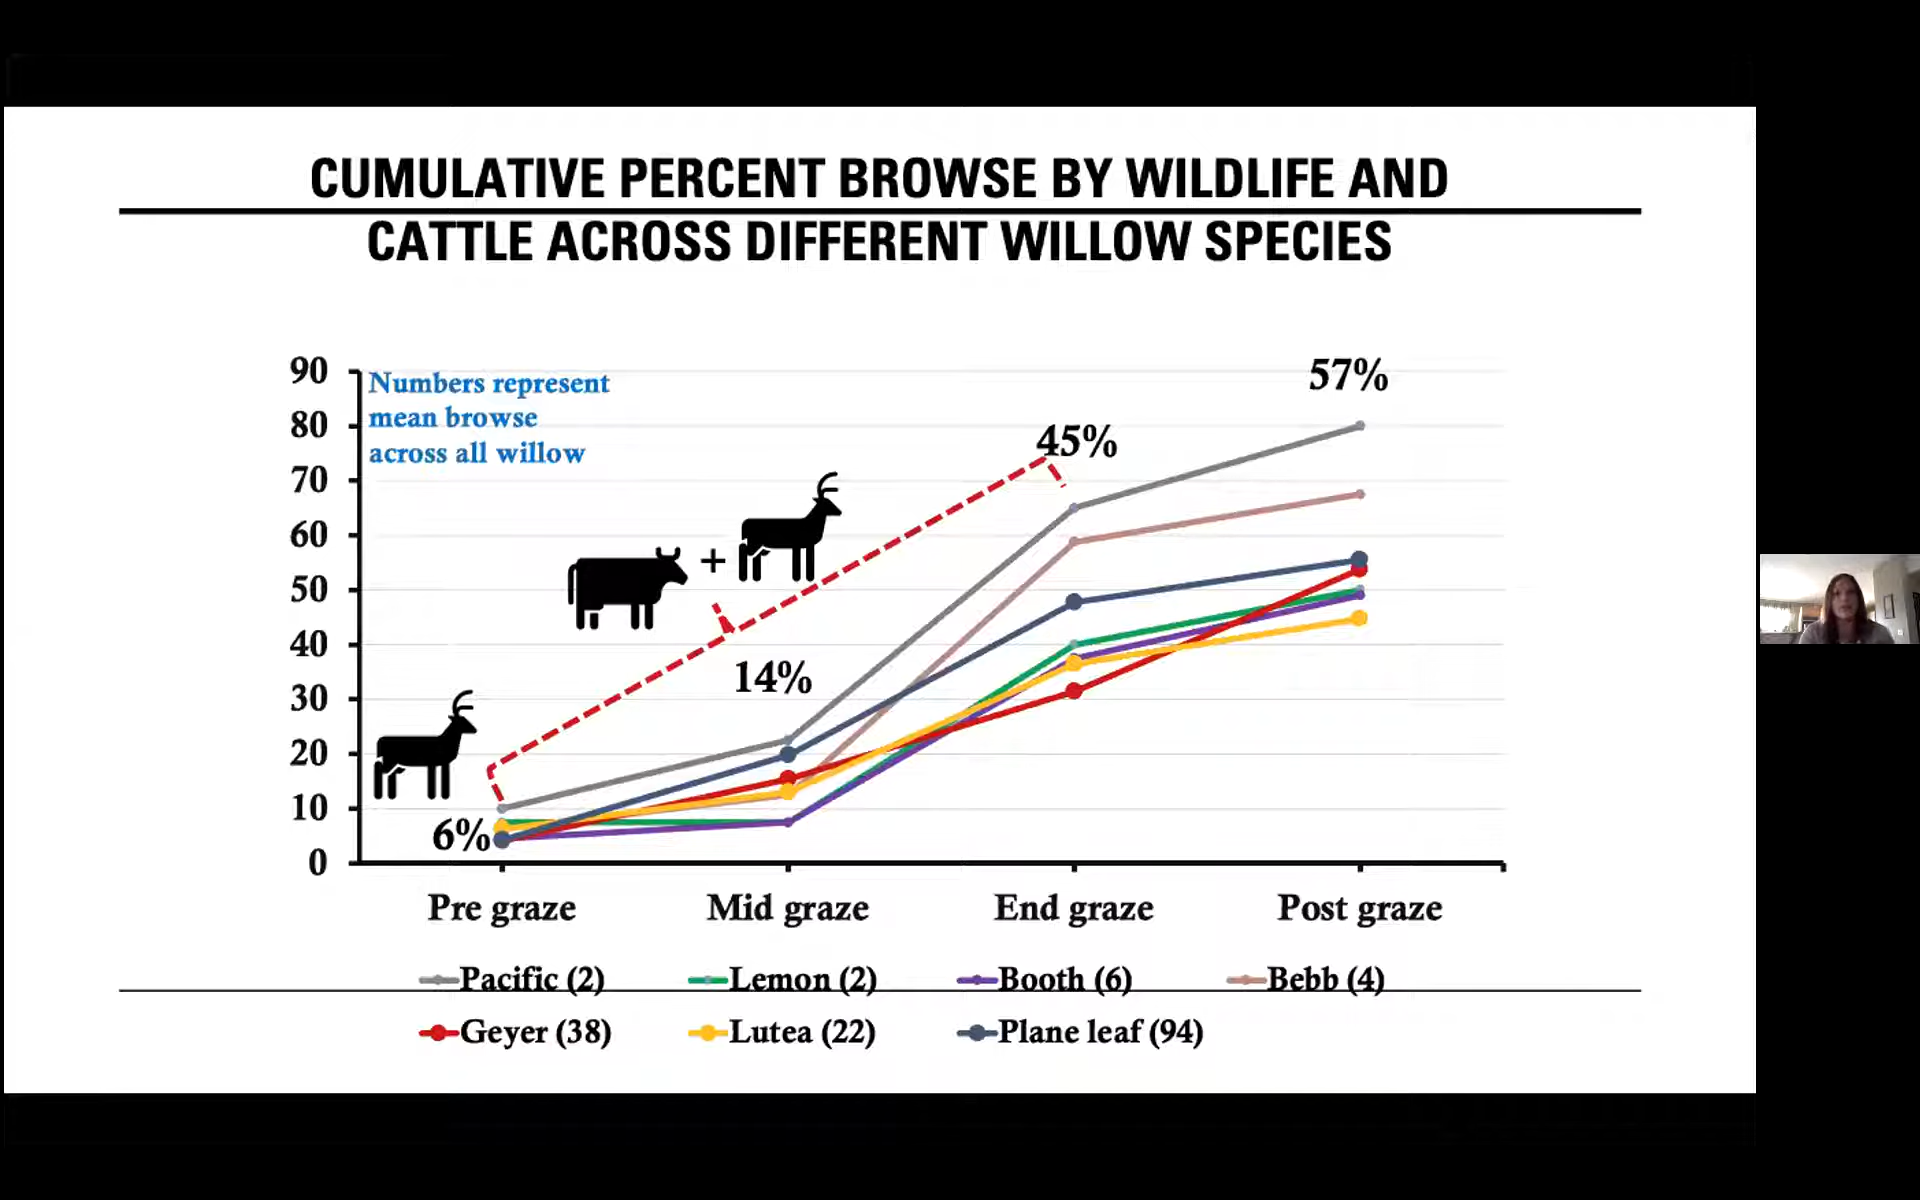 CUMULATIVE PERCENT BROWSE BY WILDLIFE AND
CATTLE ACROSS DIFFERENT WILLOW SPECIES
Numbers represent
mean browse
across all willow
90
80
70
60
50
40
30
20
10
0
6%
14%
45%
57%
+
Pre graze
Mid graze
End graze
Post graze
Pacific (2)
Lemon (2)
Booth (6)
Bebb (4)
Geyer (38)
Lutea (22)
Plane leaf (94)